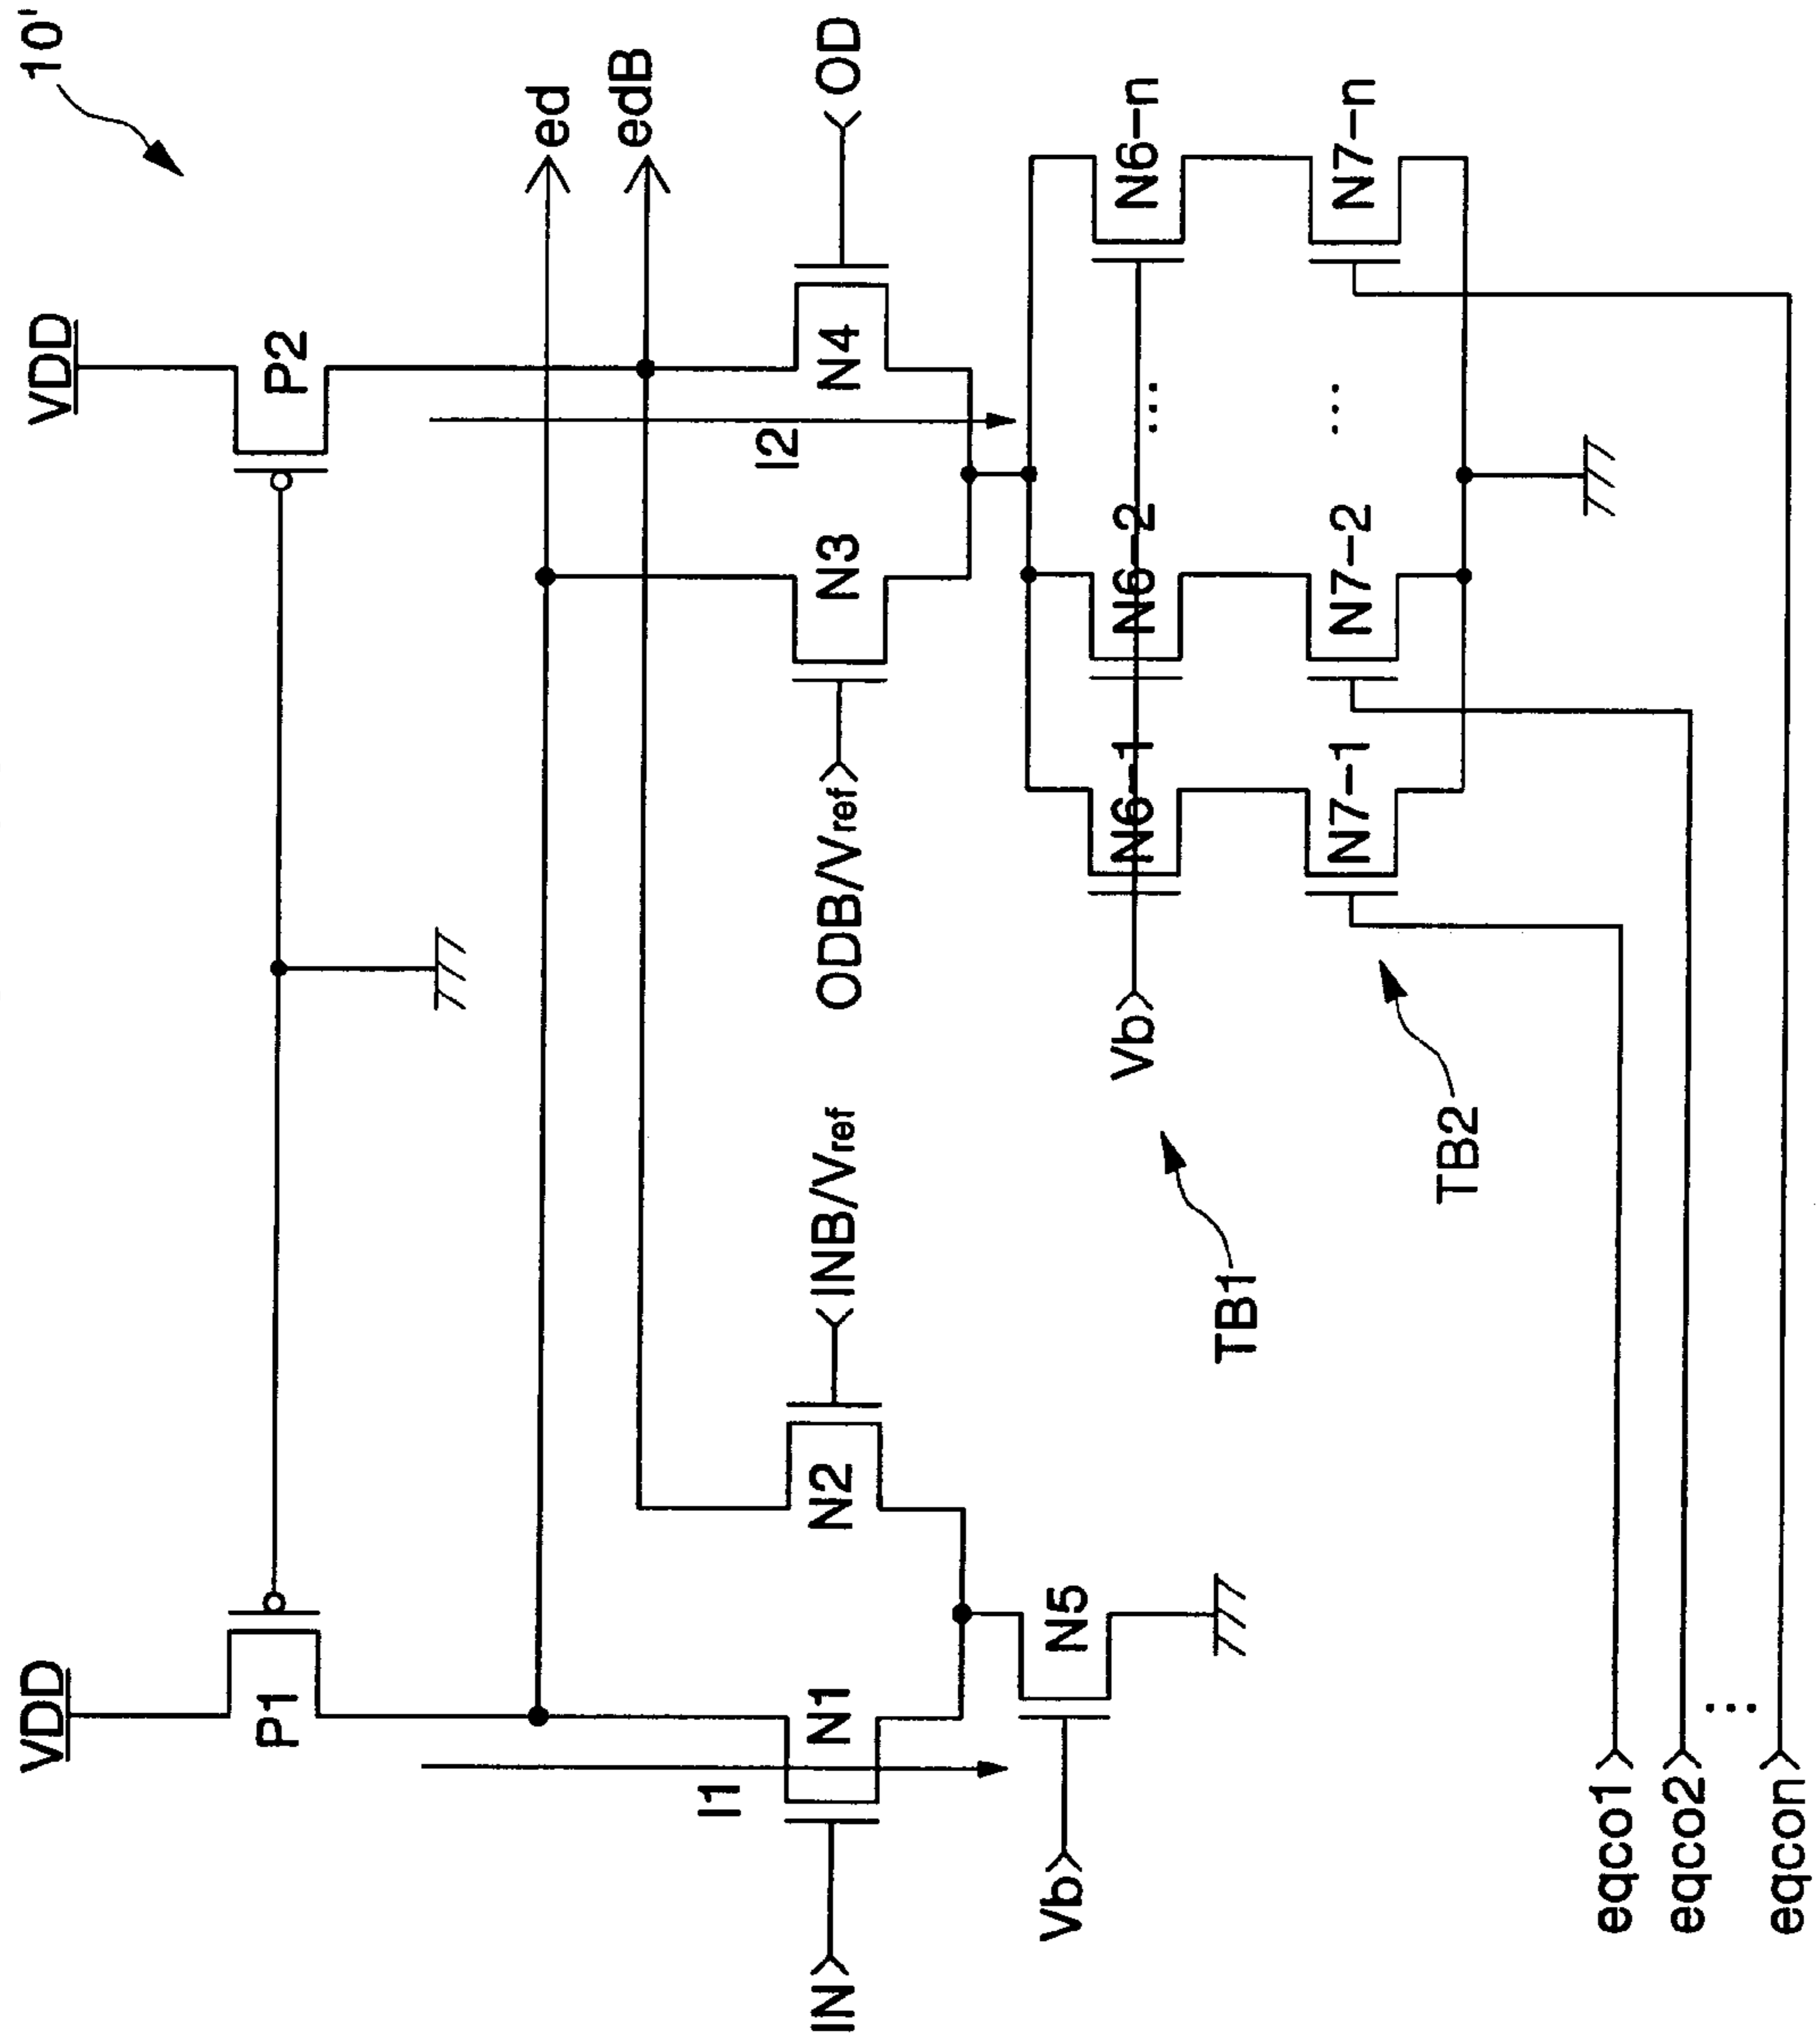 10'
VDD
VDD
P1
P2
ed
edB
I1
N1
N2
I2
N3
N4
IN
INB/Vref
ODB/Vref
OD
N5
Vb
Vb
N6-1
N6-2
...
N6-n
TB1
N7-1
N7-2
...
N7-n
TB2
eqco1
eqco2
...
eqcon